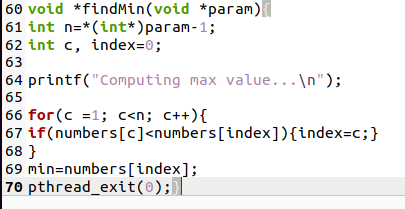 60 void *findMin(void *param){
61 int n=*(int*)param-1;
62 int c, index=0;
63
64 printf("Computing max value...\n");
65
66 for(c =1; c<n; c++){
67 if(numbers[c]<numbers[index]){index=c;}
68 }
69 min=numbers[index];
70 pthread_exit(0);}